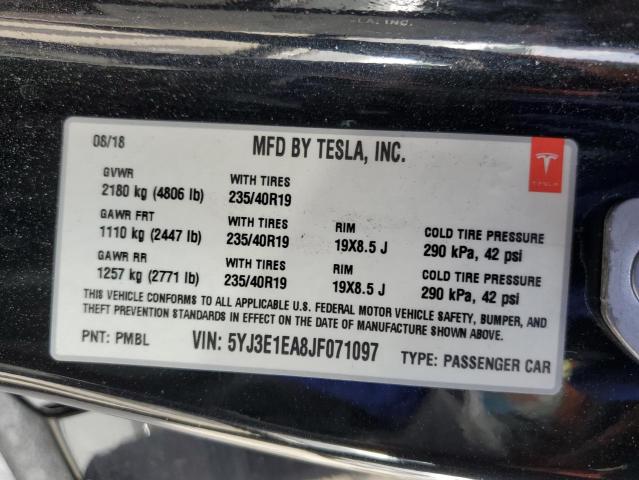 08/18 MFD BY TESLA, INC.
TESLA
GVWR WITH TIRES
2180 kg (4806 lb) 235/40R19
GAWR FRT WITH TIRES RIM COLD TIRE PRESSURE
1110 kg (2447 lb) 235/40R19 19X8.5 J 290 kPa, 42 psi
GAWR RR WITH TIRES RIM COLD TIRE PRESSURE
1257 kg (2771 lb) 235/40R19 19X8.5 J 290 kPa, 42 psi
THIS VEHICLE CONFORMS TO ALL APPLICABLE U.S. FEDERAL MOTOR VEHICLE SAFETY, BUMPER, AND
THEFT PREVENTION STANDARDS IN EFFECT ON THE DATE OF MANUFACTURE SHOWN ABOVE.
PNT: PMBL VIN: 5YJ3E1EA8JF071097 TYPE: PASSENGER CAR